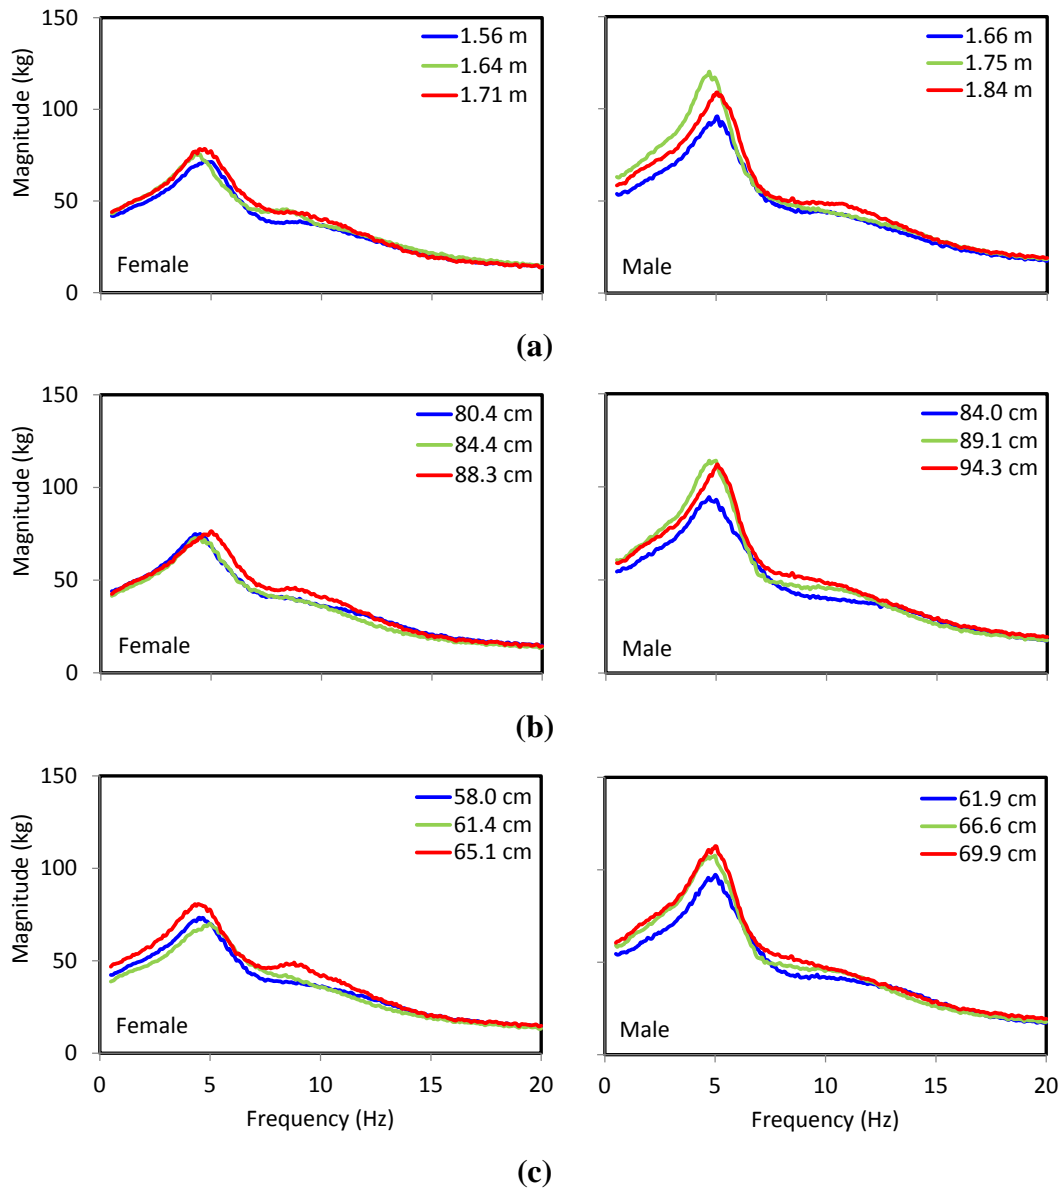 150
100
50
0
Magnitude (kg)
1.56 m
1.64 m
1.71 m
Female
1.66 m
1.75 m
1.84 m
Male
(a)
150
100
50
0
Magnitude (kg)
80.4 cm
84.4 cm
88.3 cm
Female
84.0 cm
89.1 cm
94.3 cm
Male
(b)
150
100
50
0
Magnitude (kg)
58.0 cm
61.4 cm
65.1 cm
Female
0 5 10 15 20
Frequency (Hz)
61.9 cm
66.6 cm
69.9 cm
Male
0 5 10 15 20
Frequency (Hz)
(c)